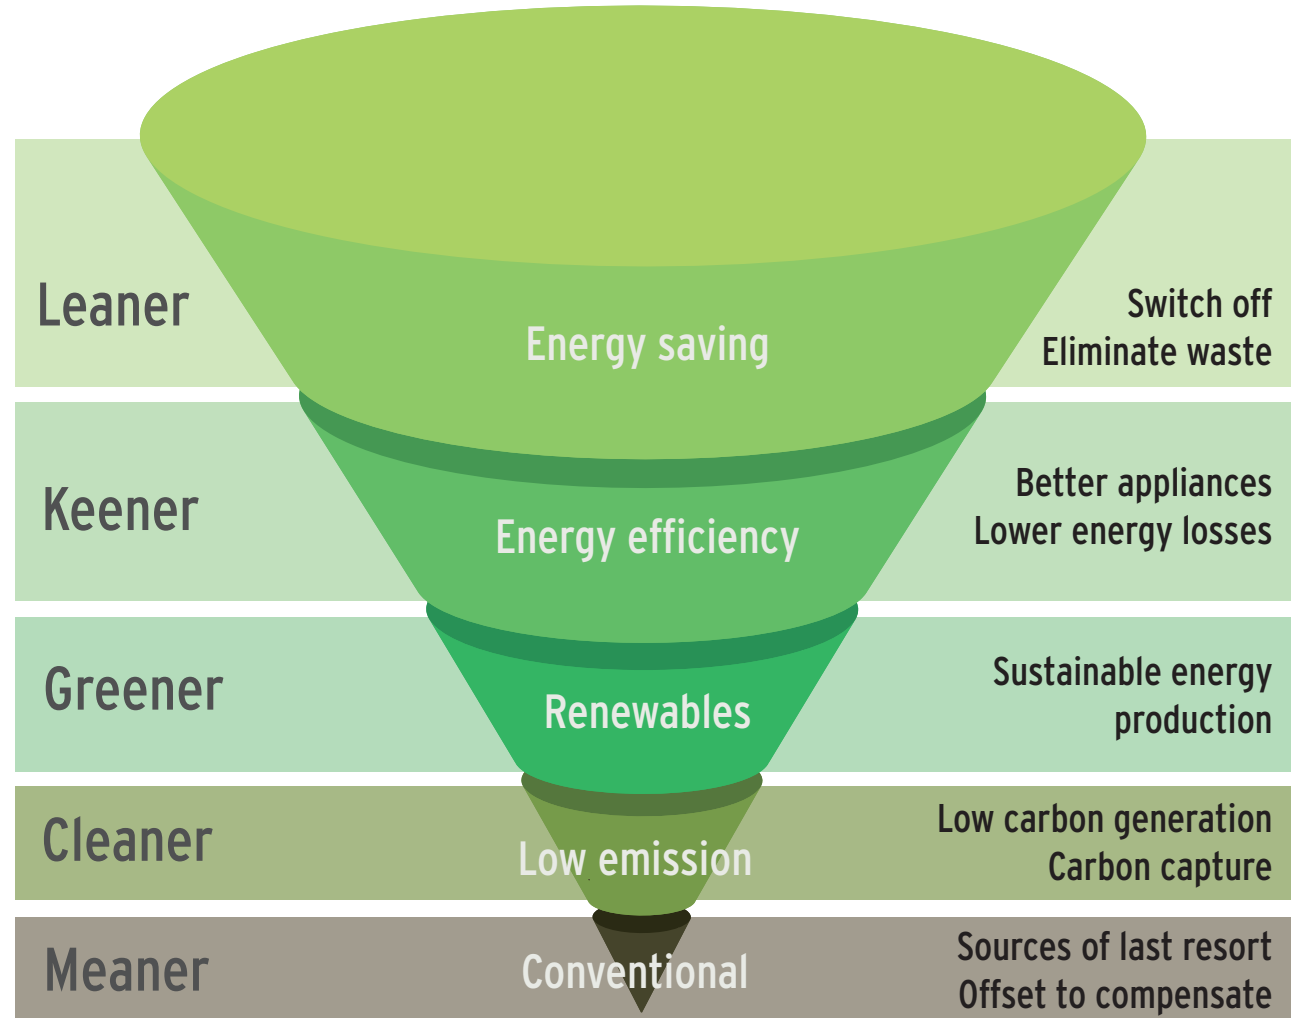 Leaner
Energy saving
Switch off
Eliminate waste
Keener
Energy efficiency
Better appliances
Lower energy losses
Greener
Renewables
Sustainable energy
production
Cleaner
Low emission
Low carbon generation
Carbon capture
Meaner
Conventional
Sources of last resort
Offset to compensate